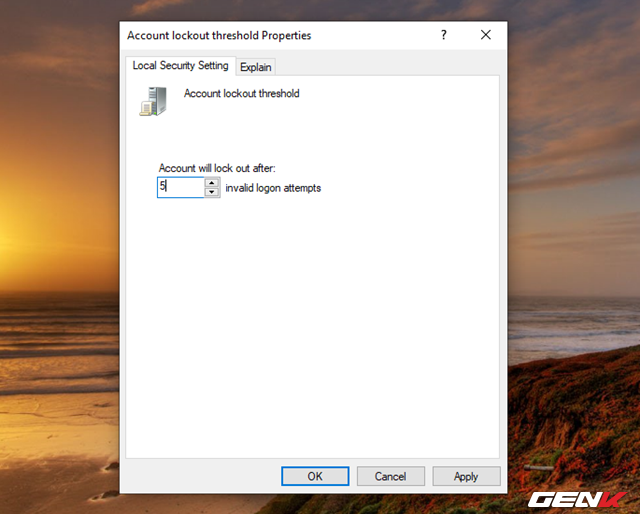 Account lockout threshold Properties
?
Local Security Setting
Explain
Account lockout threshold
Account will lock out after:
5
invalid logon attempts
OK
Cancel
Apply
GENK